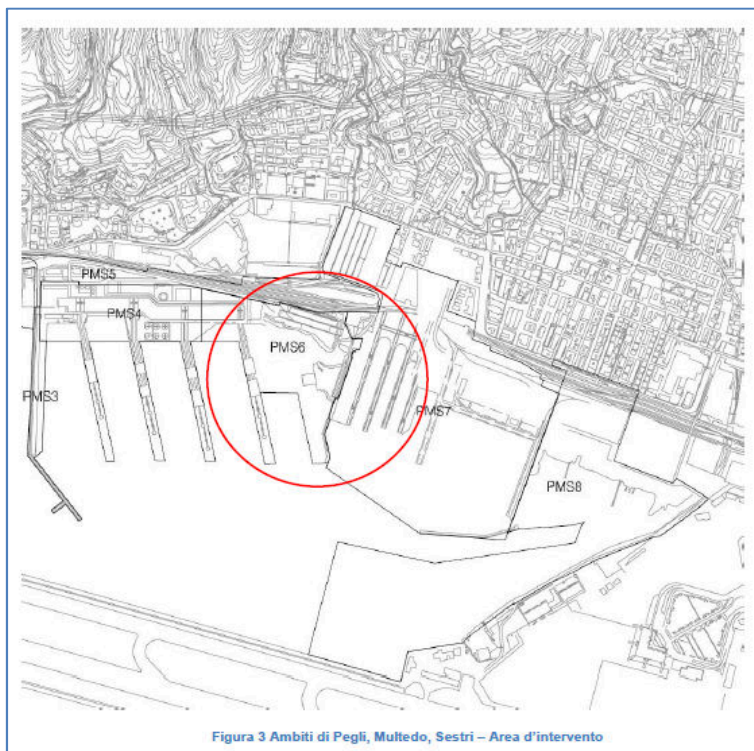 PMS5
PMS4
PMS6
PMS3
PMS7
PMS8
Figura 3 Ambiti di Pegli, Multedo, Sestri – Area d'intervento